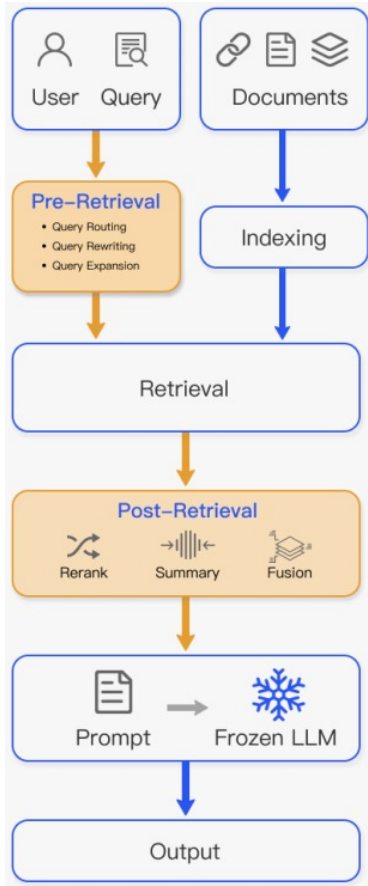 User Query
Documents
Pre-Retrieval
• Query Routing
• Query Rewriting
• Query Expansion
Indexing
Retrieval
Post-Retrieval
Rerank Summary Fusion
Prompt Frozen LLM
Output